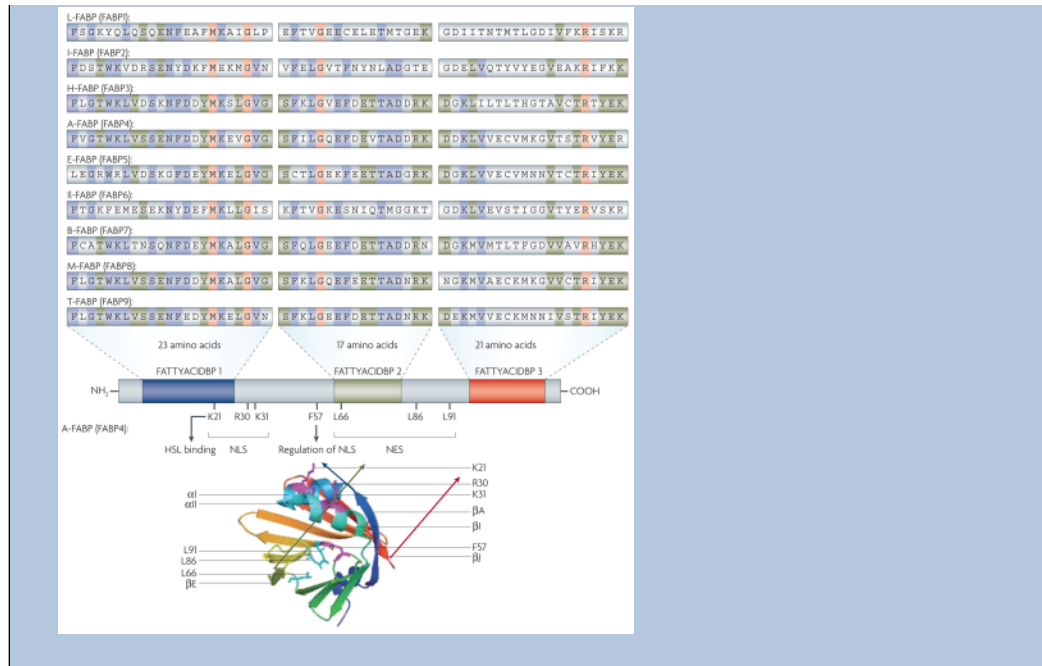 L-FABP (FABP1):
FSGKYQLQSQENFEAFMKAIGLP EFTVGEECELETMTGEK GDIITNTMTLGDIVFKRISKR
I-FABP (FABP2):
FDSTWKVDRSENYDKFMEKMGVN VFELGVTFNYNLADGTE GDELVQTYVYEGVEAKRIFKK
H-FABP (FABP3):
FLGTWKLVDSKNFDDYMKSLGVG SFKLGVEFDETTADDRK DGKLILTLTHGTAVCTRTYEK
A-FABP (FABP4):
FVGTWKLVSSENFDDYMKEVGVG SFILGQEFDEVTADDRK DDKLVVECVMKGVTSTRVYER
E-FABP (FABP5):
LEGRWRLVDSKGFDEYMKELGVG SCTLGEKFEETTADGRK DGKLVVECVMNNVTCTRIYEK
Il-FABP (FABP6):
FTGKFEMESEKNYDEFMKLLGIS KFTVGKESNIQTMGGKT GDKLVEVSTIGGVTYERVSKR
B-FABP (FABP7):
FCATWKLTNSQNFDEYMKALGVG SFQLGEEFDETTADDRN DGKMVMTLTFGDVVAVRHYEK
M-FABP (FABP8):
FLGTWKLVSSENFDDYMKALGVG SFKLGQEFEETTADNRK NGKMVAECKMKGVVCTRIYEK
T-FABP (FABP9):
FLGTWKLVSSENFEDYMKELGVN SFKLGEEFDETTADNRK DEKMVVECKMNNIVSTRIYEK
23 amino acids 17 amino acids 21 amino acids
FATTYACIDBP 1 FATTYACIDBP 2 FATTYACIDBP 3
NH2 COOH
K21 R30 K31 F57 L66 L86 L91
A-FABP (FABP4):
HSL binding NLS Regulation of NLS NES
K21
R30
αI K31
αII βA
βI
L91 F57
L86 βJ
L66
βE